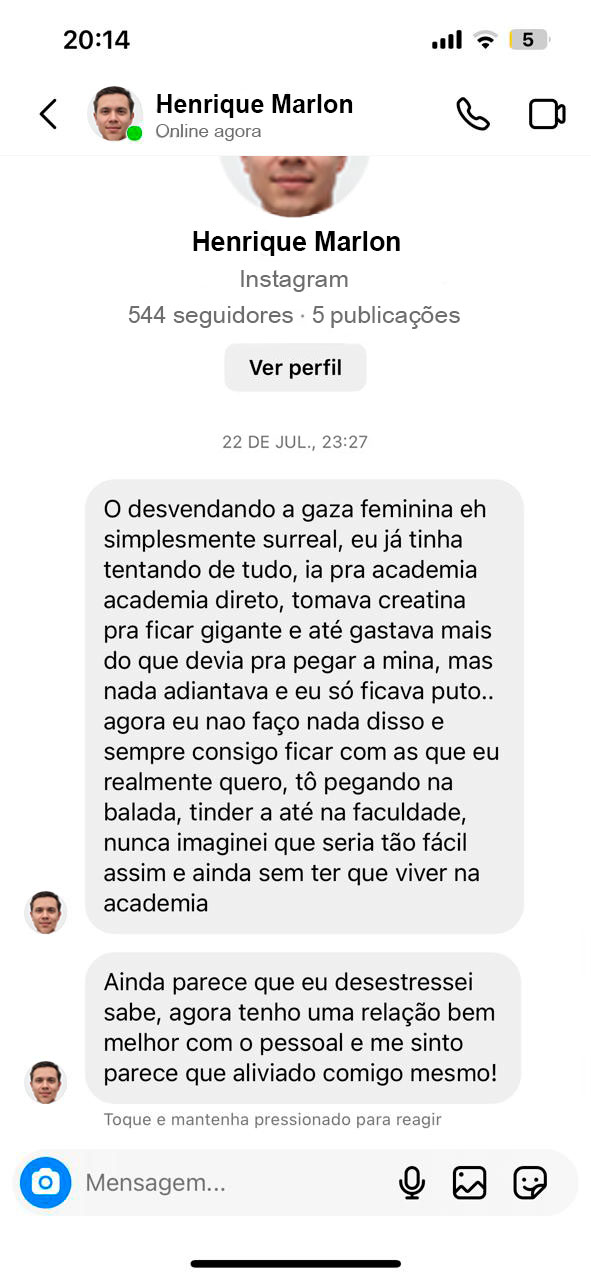 20:14
5
Henrique Marlon
Online agora
Henrique Marlon
Instagram
544 seguidores · 5 publicações
Ver perfil
22 DE JUL., 23:27
O desvendando a gaza feminina eh
simplesmente surreal, eu já tinha
tentando de tudo, ia pra academia
academia direto, tomava creatina
pra ficar gigante e até gastava mais
do que devia pra pegar a mina, mas
nada adiantava e eu só ficava puto..
agora eu nao faço nada disso e
sempre consigo ficar com as que eu
realmente quero, tô pegando na
balada, tinder a até na faculdade,
nunca imaginei que seria tão fácil
assim e ainda sem ter que viver na
academia
Ainda parece que eu desestressei
sabe, agora tenho uma relação bem
melhor com o pessoal e me sinto
parece que aliviado comigo mesmo!
Toque e mantenha pressionado para reagir
Mensagem...